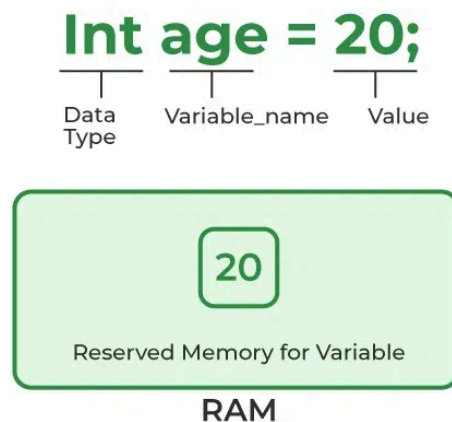 Int age = 20;
Data Type
Variable_name
Value
20
Reserved Memory for Variable
RAM